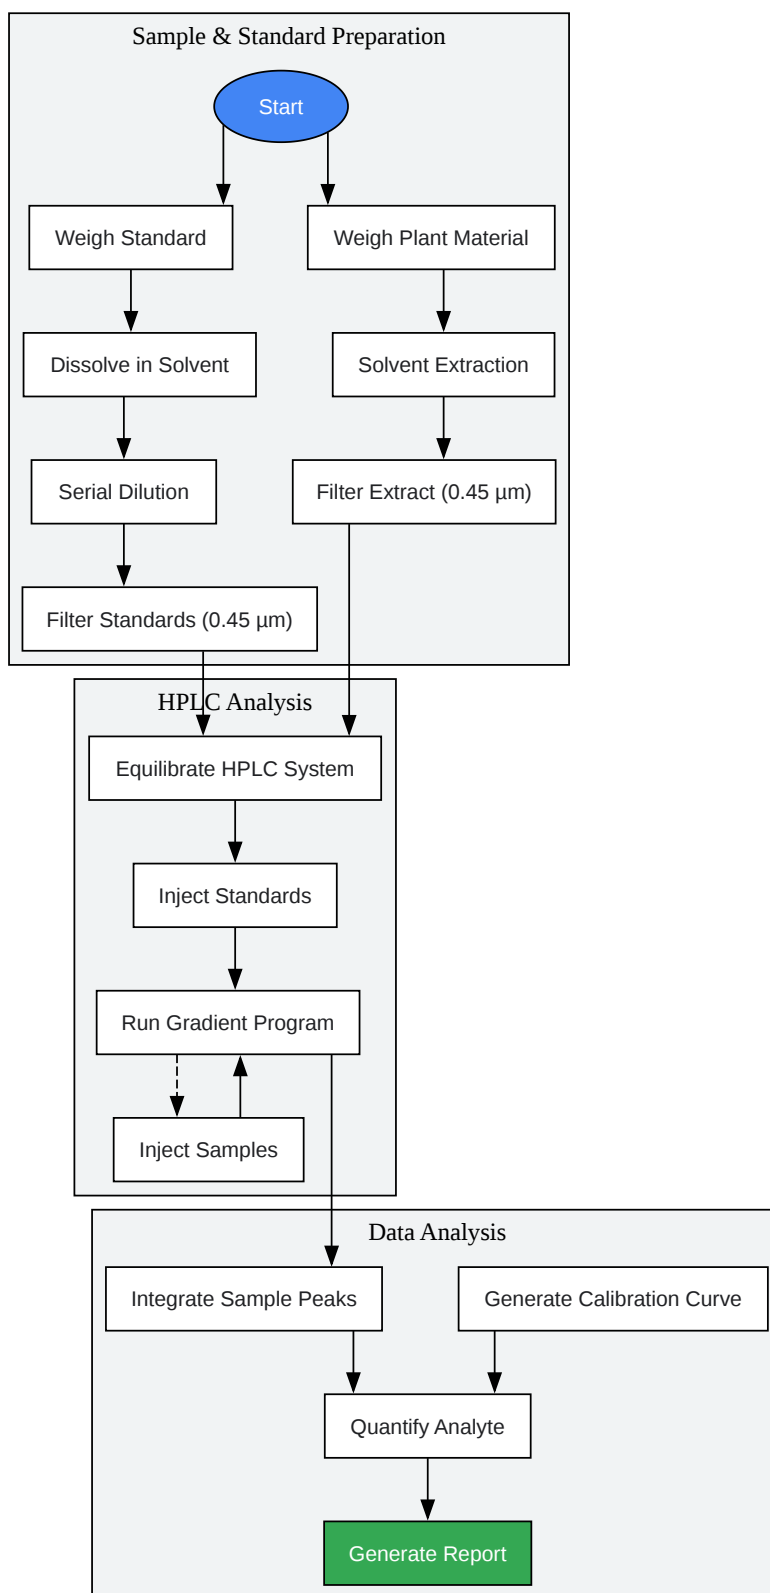 Sample & Standard Preparation
Start
Weigh Standard
Weigh Plant Material
Dissolve in Solvent
Solvent Extraction
Serial Dilution
Filter Extract (0.45 µm)
Filter Standards (0.45 µm)
HPLC Analysis
Equilibrate HPLC System
Inject Standards
Run Gradient Program
Inject Samples
Data Analysis
Integrate Sample Peaks
Generate Calibration Curve
Quantify Analyte
Generate Report